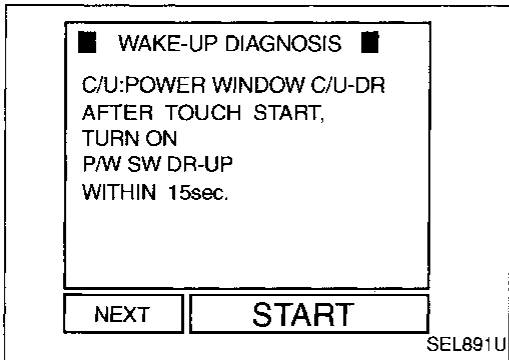 ■ WAKE-UP DIAGNOSIS ■
C/U:POWER WINDOW C/U-DR
AFTER TOUCH START,
TURN ON
P/W SW DR-UP
WITHIN 15sec.
NEXT START
SEL891U